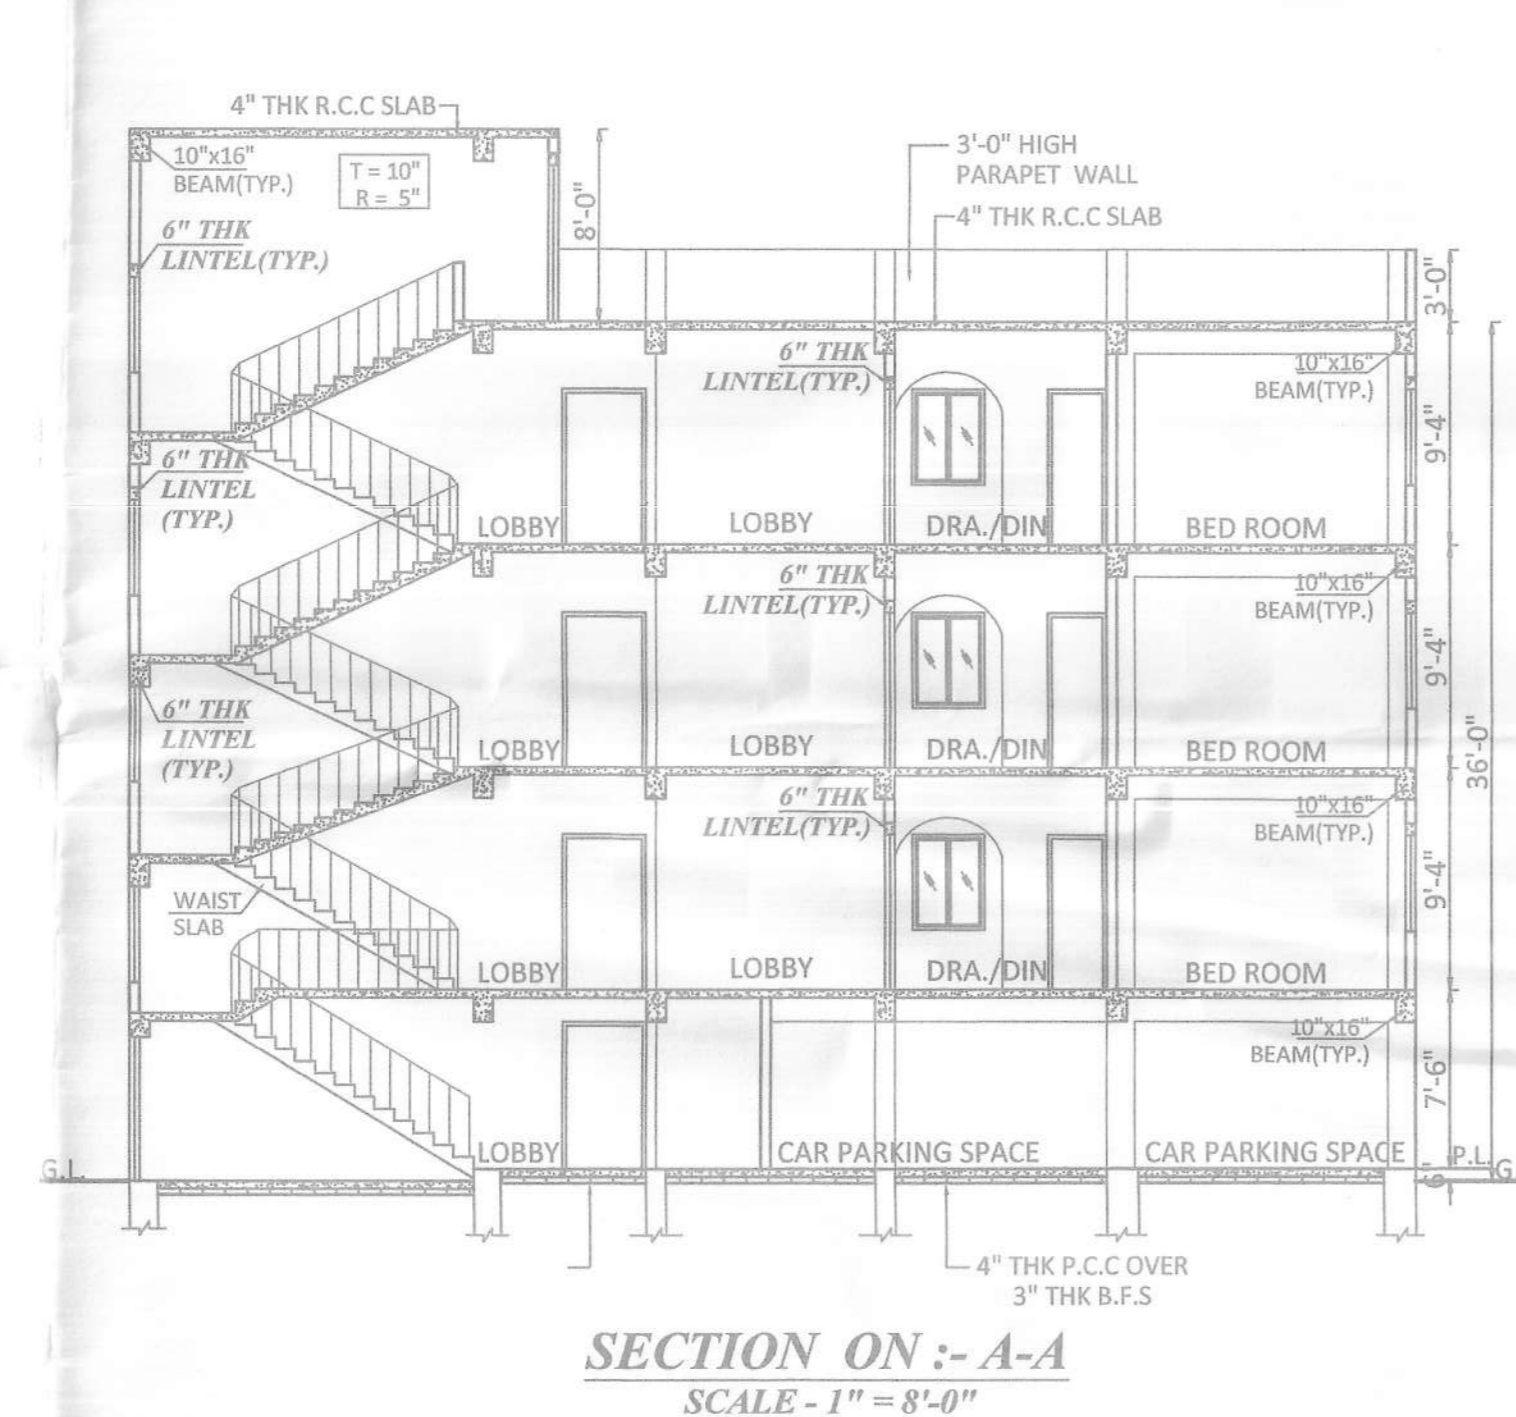 4" THK R.C.C SLAB
10"x16"
BEAM(TYP.)
T = 10"
R = 5"
6" THK
LINTEL(TYP.)
8'-0"
3'-0" HIGH
PARAPET WALL
4" THK R.C.C SLAB
3'-0"
6" THK
LINTEL(TYP.)
10"x16"
BEAM(TYP.)
9'-4"
6" THK
LINTEL
(TYP.)
LOBBY
LOBBY
DRA./DIN
BED ROOM
6" THK
LINTEL(TYP.)
10"x16"
BEAM(TYP.)
9'-4"
36'-0"
6" THK
LINTEL
(TYP.)
LOBBY
LOBBY
DRA./DIN
BED ROOM
6" THK
LINTEL(TYP.)
10"x16"
BEAM(TYP.)
9'-4"
WAIST
SLAB
LOBBY
LOBBY
DRA./DIN
BED ROOM
10"x16"
BEAM(TYP.)
7'-6"
LOBBY
CAR PARKING SPACE
CAR PARKING SPACE
G.L.
P.L.
G
6"
4" THK P.C.C OVER
3" THK B.F.S
SECTION ON :- A-A
SCALE - 1" = 8'-0"